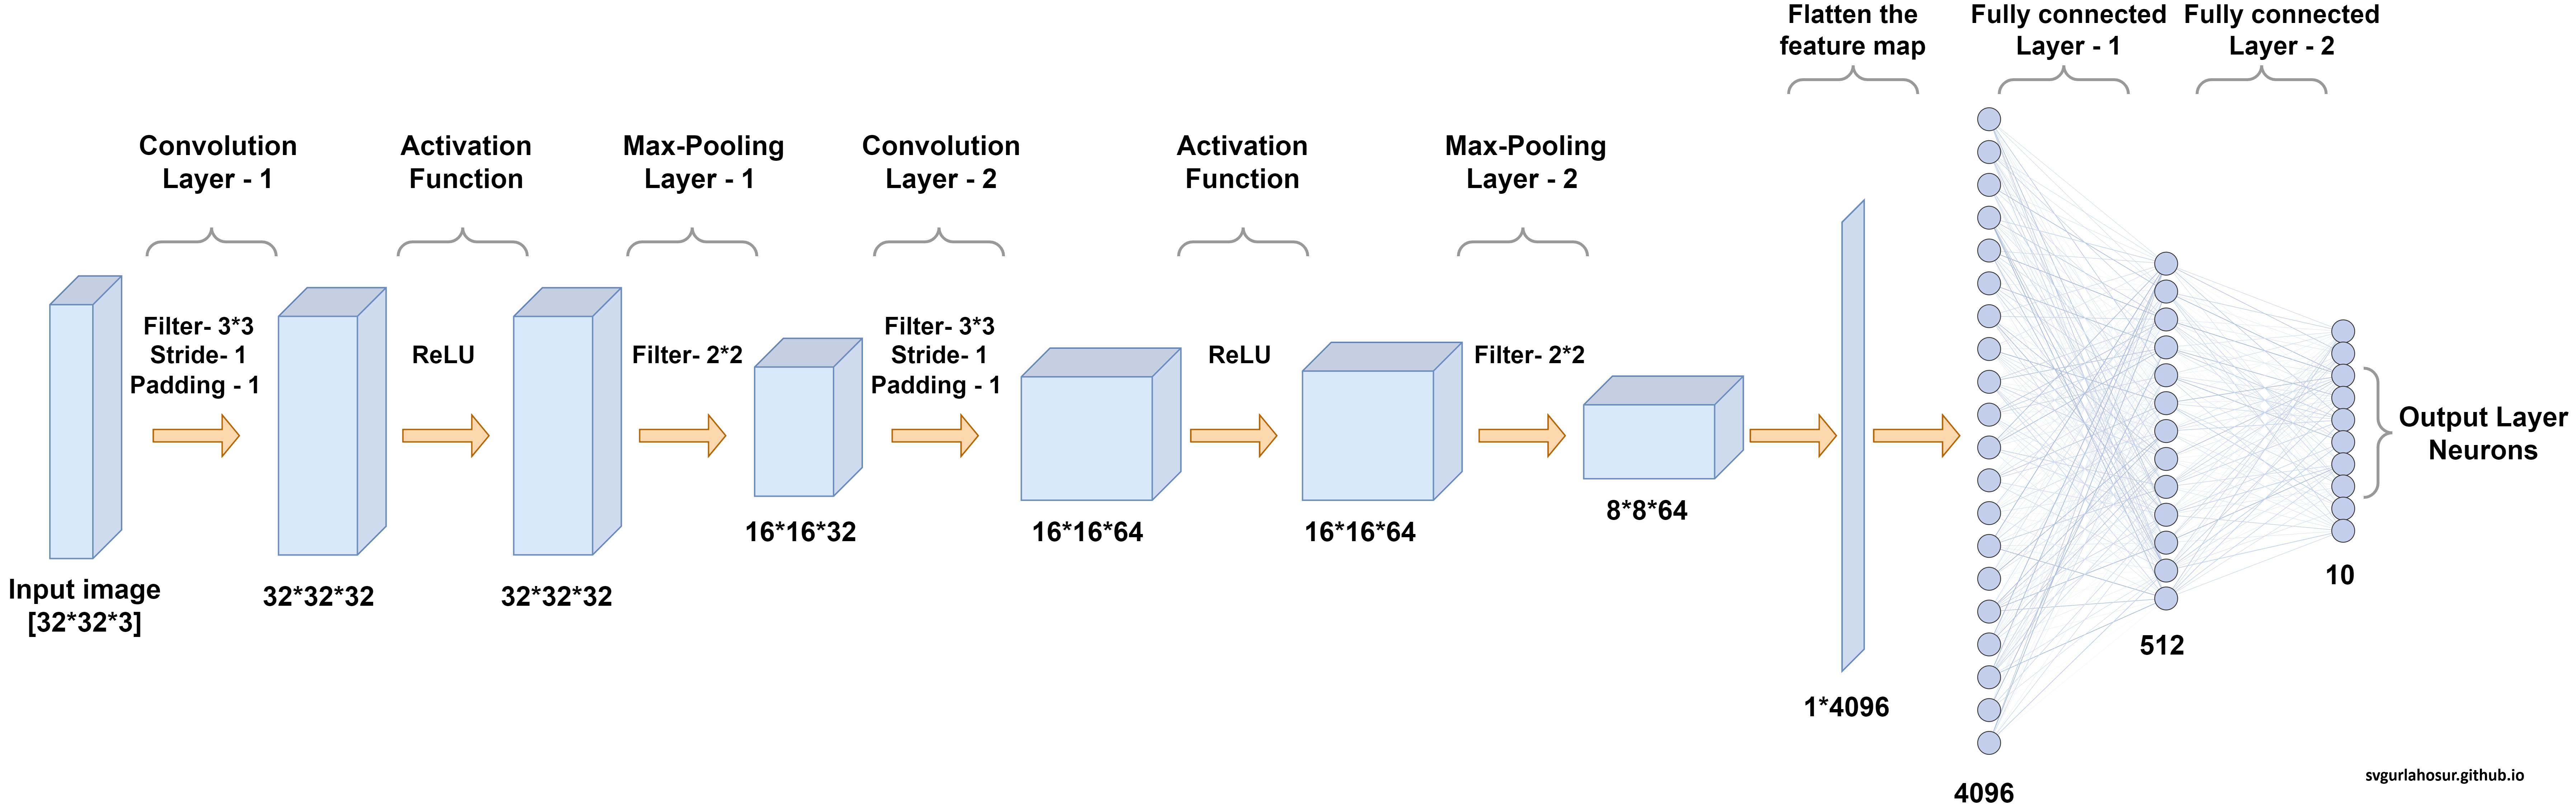 Flatten the
feature map
Fully connected
Layer - 1
Fully connected
Layer - 2
Convolution
Layer - 1
Activation
Function
Max-Pooling
Layer - 1
Convolution
Layer - 2
Activation
Function
Max-Pooling
Layer - 2
Filter- 3*3
Stride- 1
Padding - 1
ReLU
Filter- 2*2
Filter- 3*3
Stride- 1
Padding - 1
ReLU
Filter- 2*2
Output Layer
Neurons
Input image
[32*32*3]
32*32*32
32*32*32
16*16*32
16*16*64
16*16*64
8*8*64
1*4096
4096
512
10
svgurlahosur.github.io